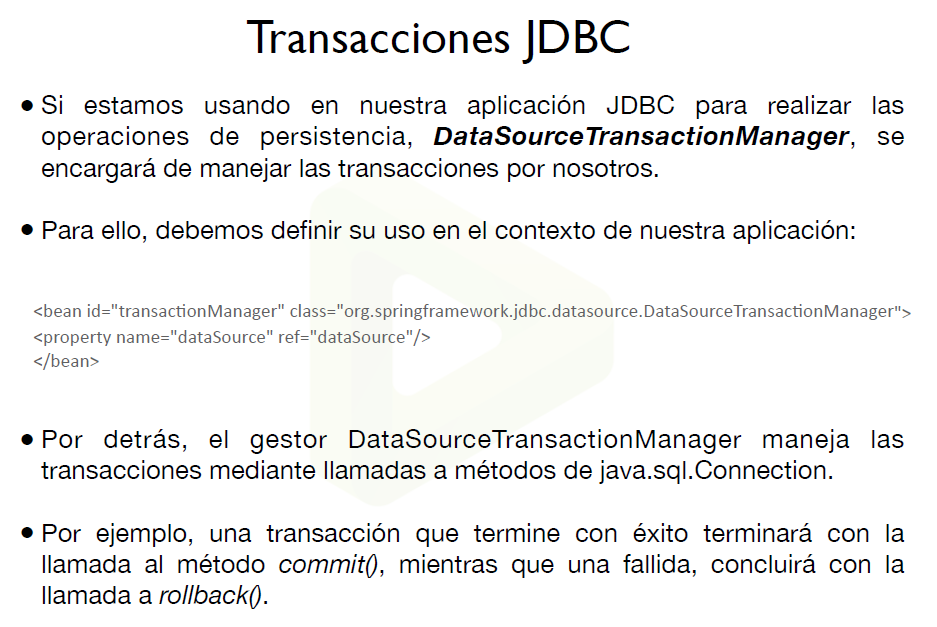 Transacciones JDBC
• Si estamos usando en nuestra aplicación JDBC para realizar las
operaciones de persistencia, DataSourceTransactionManager, se
encargará de manejar las transacciones por nosotros.
• Para ello, debemos definir su uso en el contexto de nuestra aplicación:
<bean id="transactionManager" class="org.springframework.jdbc.datasource.DataSourceTransactionManager">
<property name="dataSource" ref="dataSource"/>
</bean>
• Por detrás, el gestor DataSourceTransactionManager maneja las
transacciones mediante llamadas a métodos de java.sql.Connection.
• Por ejemplo, una transacción que termine con éxito terminará con la
llamada al método commit(), mientras que una fallida, concluirá con la
llamada a rollback().